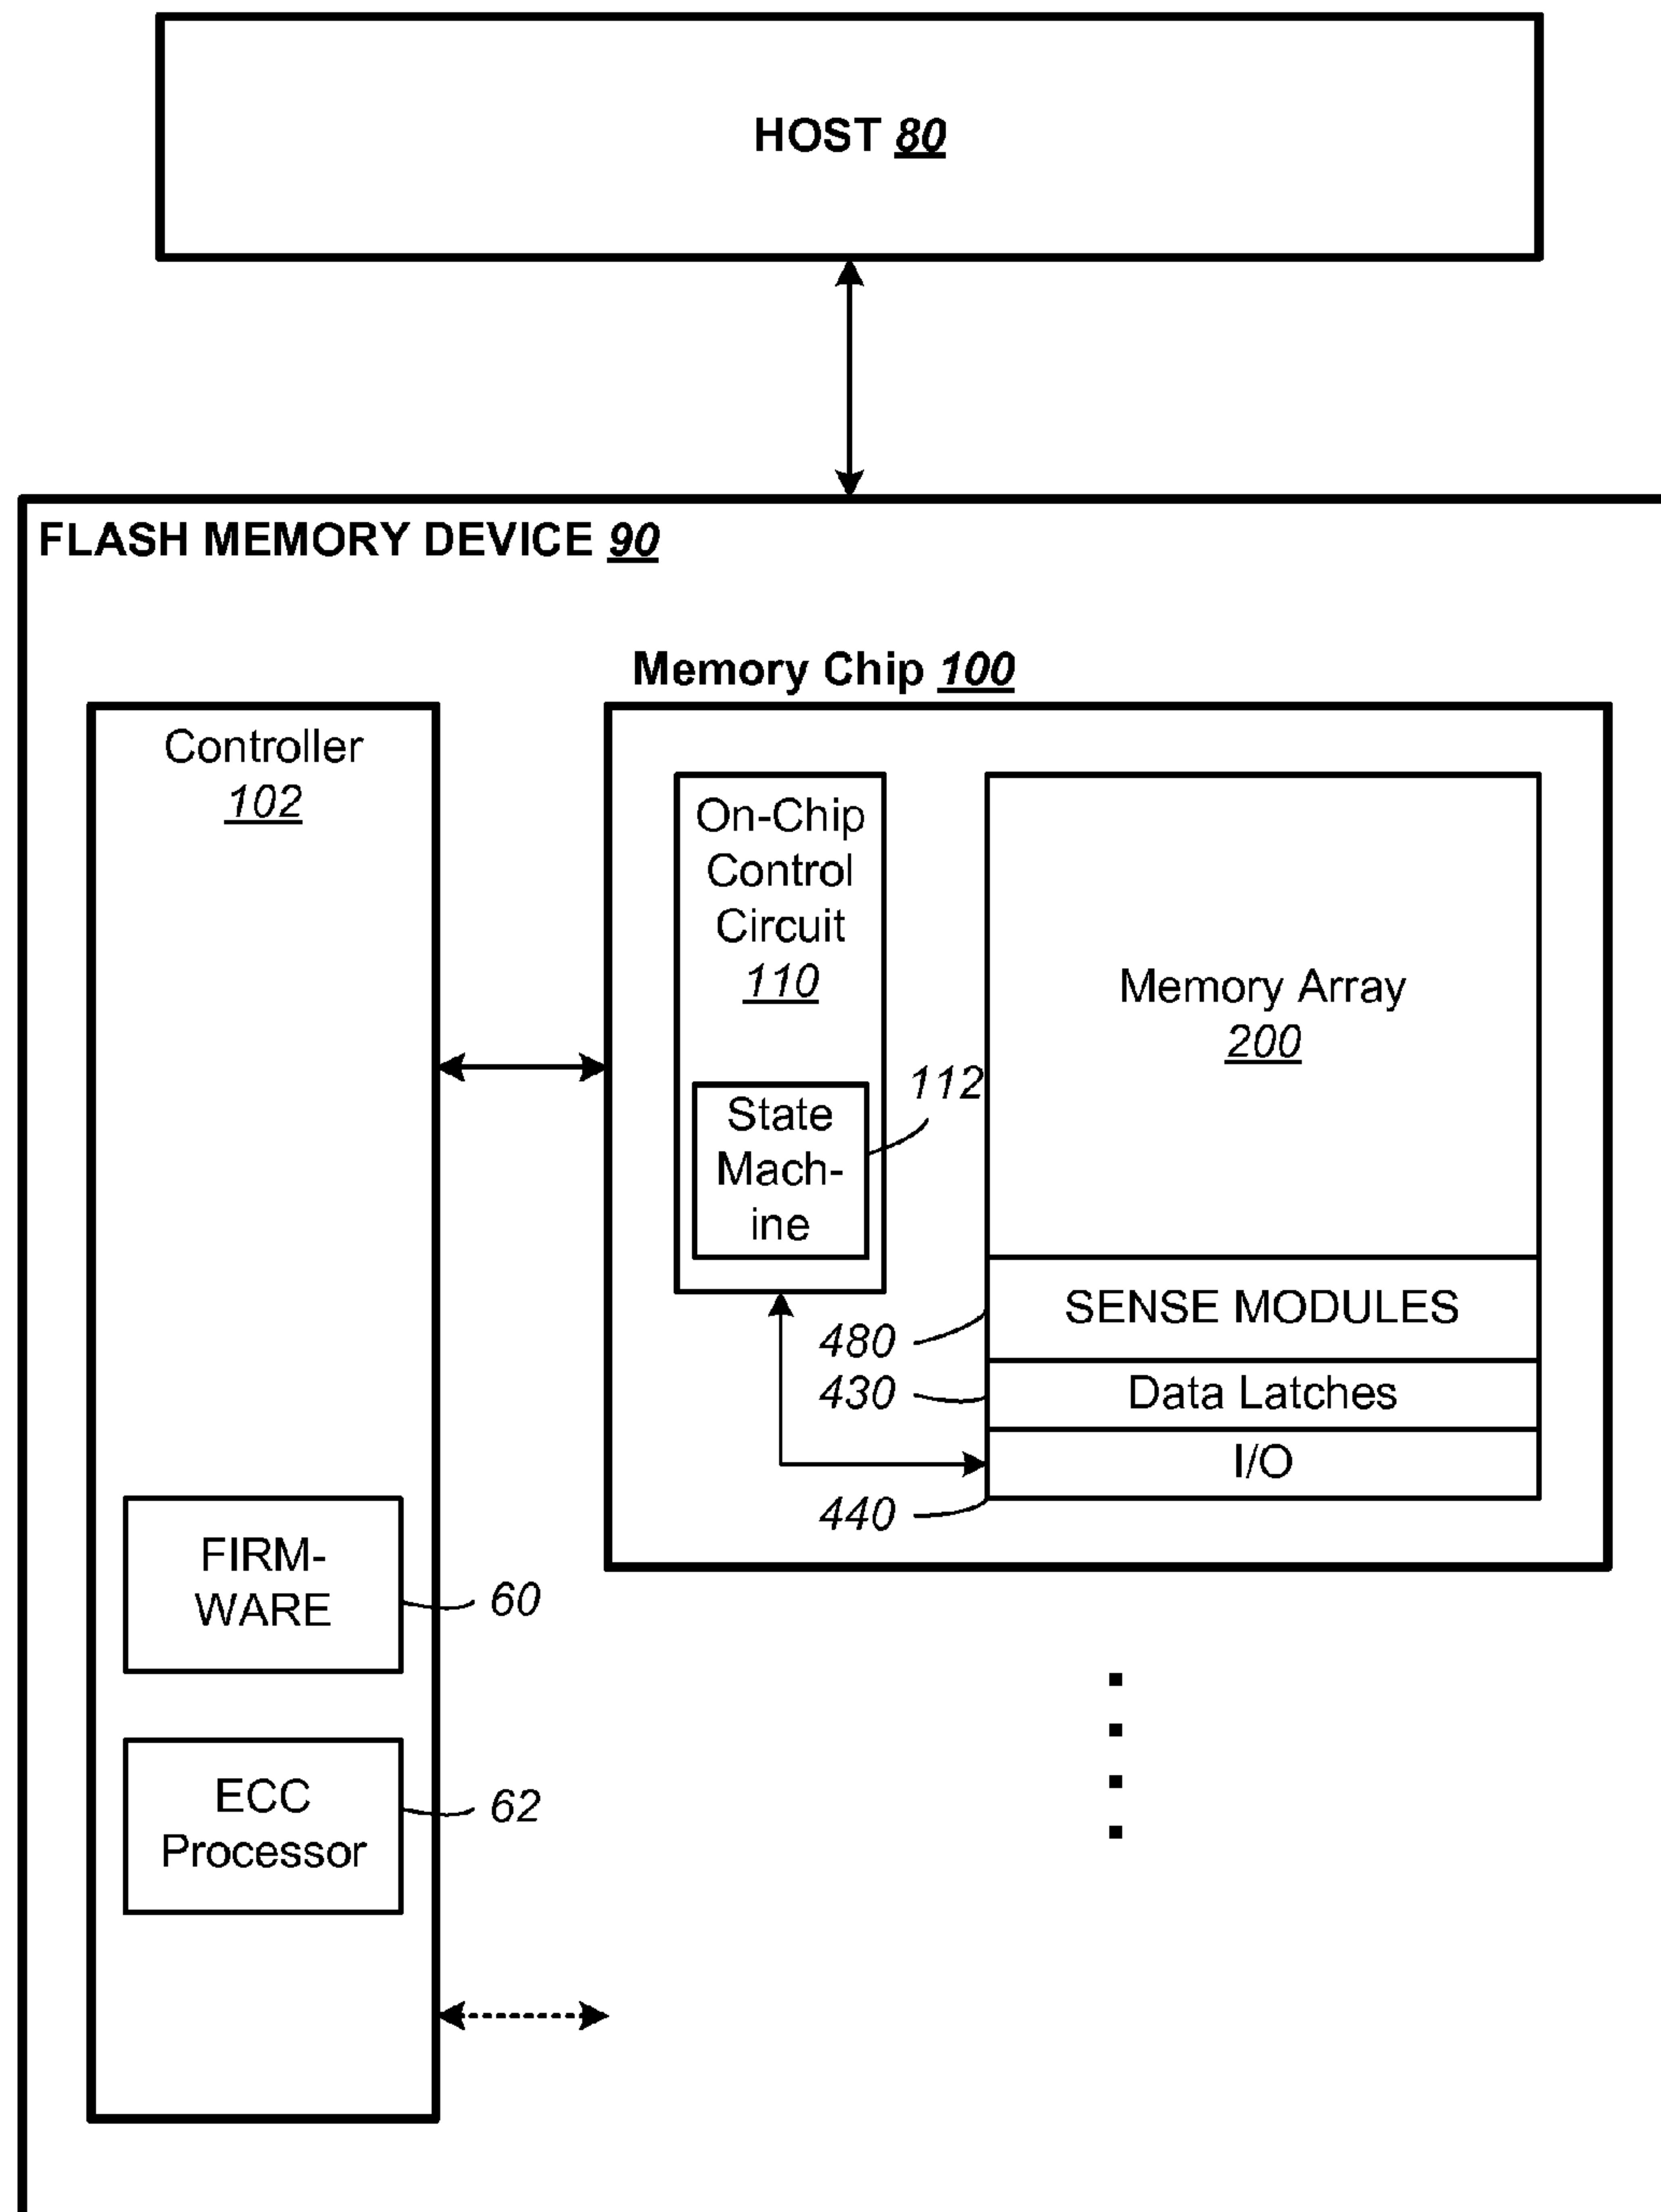 HOST 80
FLASH MEMORY DEVICE 90
Memory Chip 100
Controller
102
On-Chip
Control
Circuit
110
State
Mach-
ine
112
Memory Array
200
SENSE MODULES
480
Data Latches
430
I/O
440
FIRM-
WARE
60
ECC
Processor
62